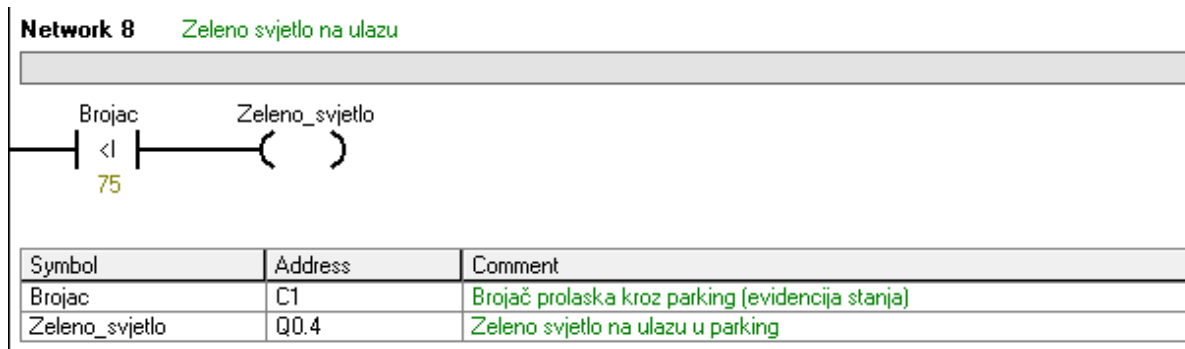 Network 8 Zeleno svjetlo na ulazu
Brojac Zeleno_svjetlo
<I
75
Symbol Address Comment
Brojac C1 Brojač prolaska kroz parking (evidencija stanja)
Zeleno_svjetlo Q0.4 Zeleno svjetlo na ulazu u parking